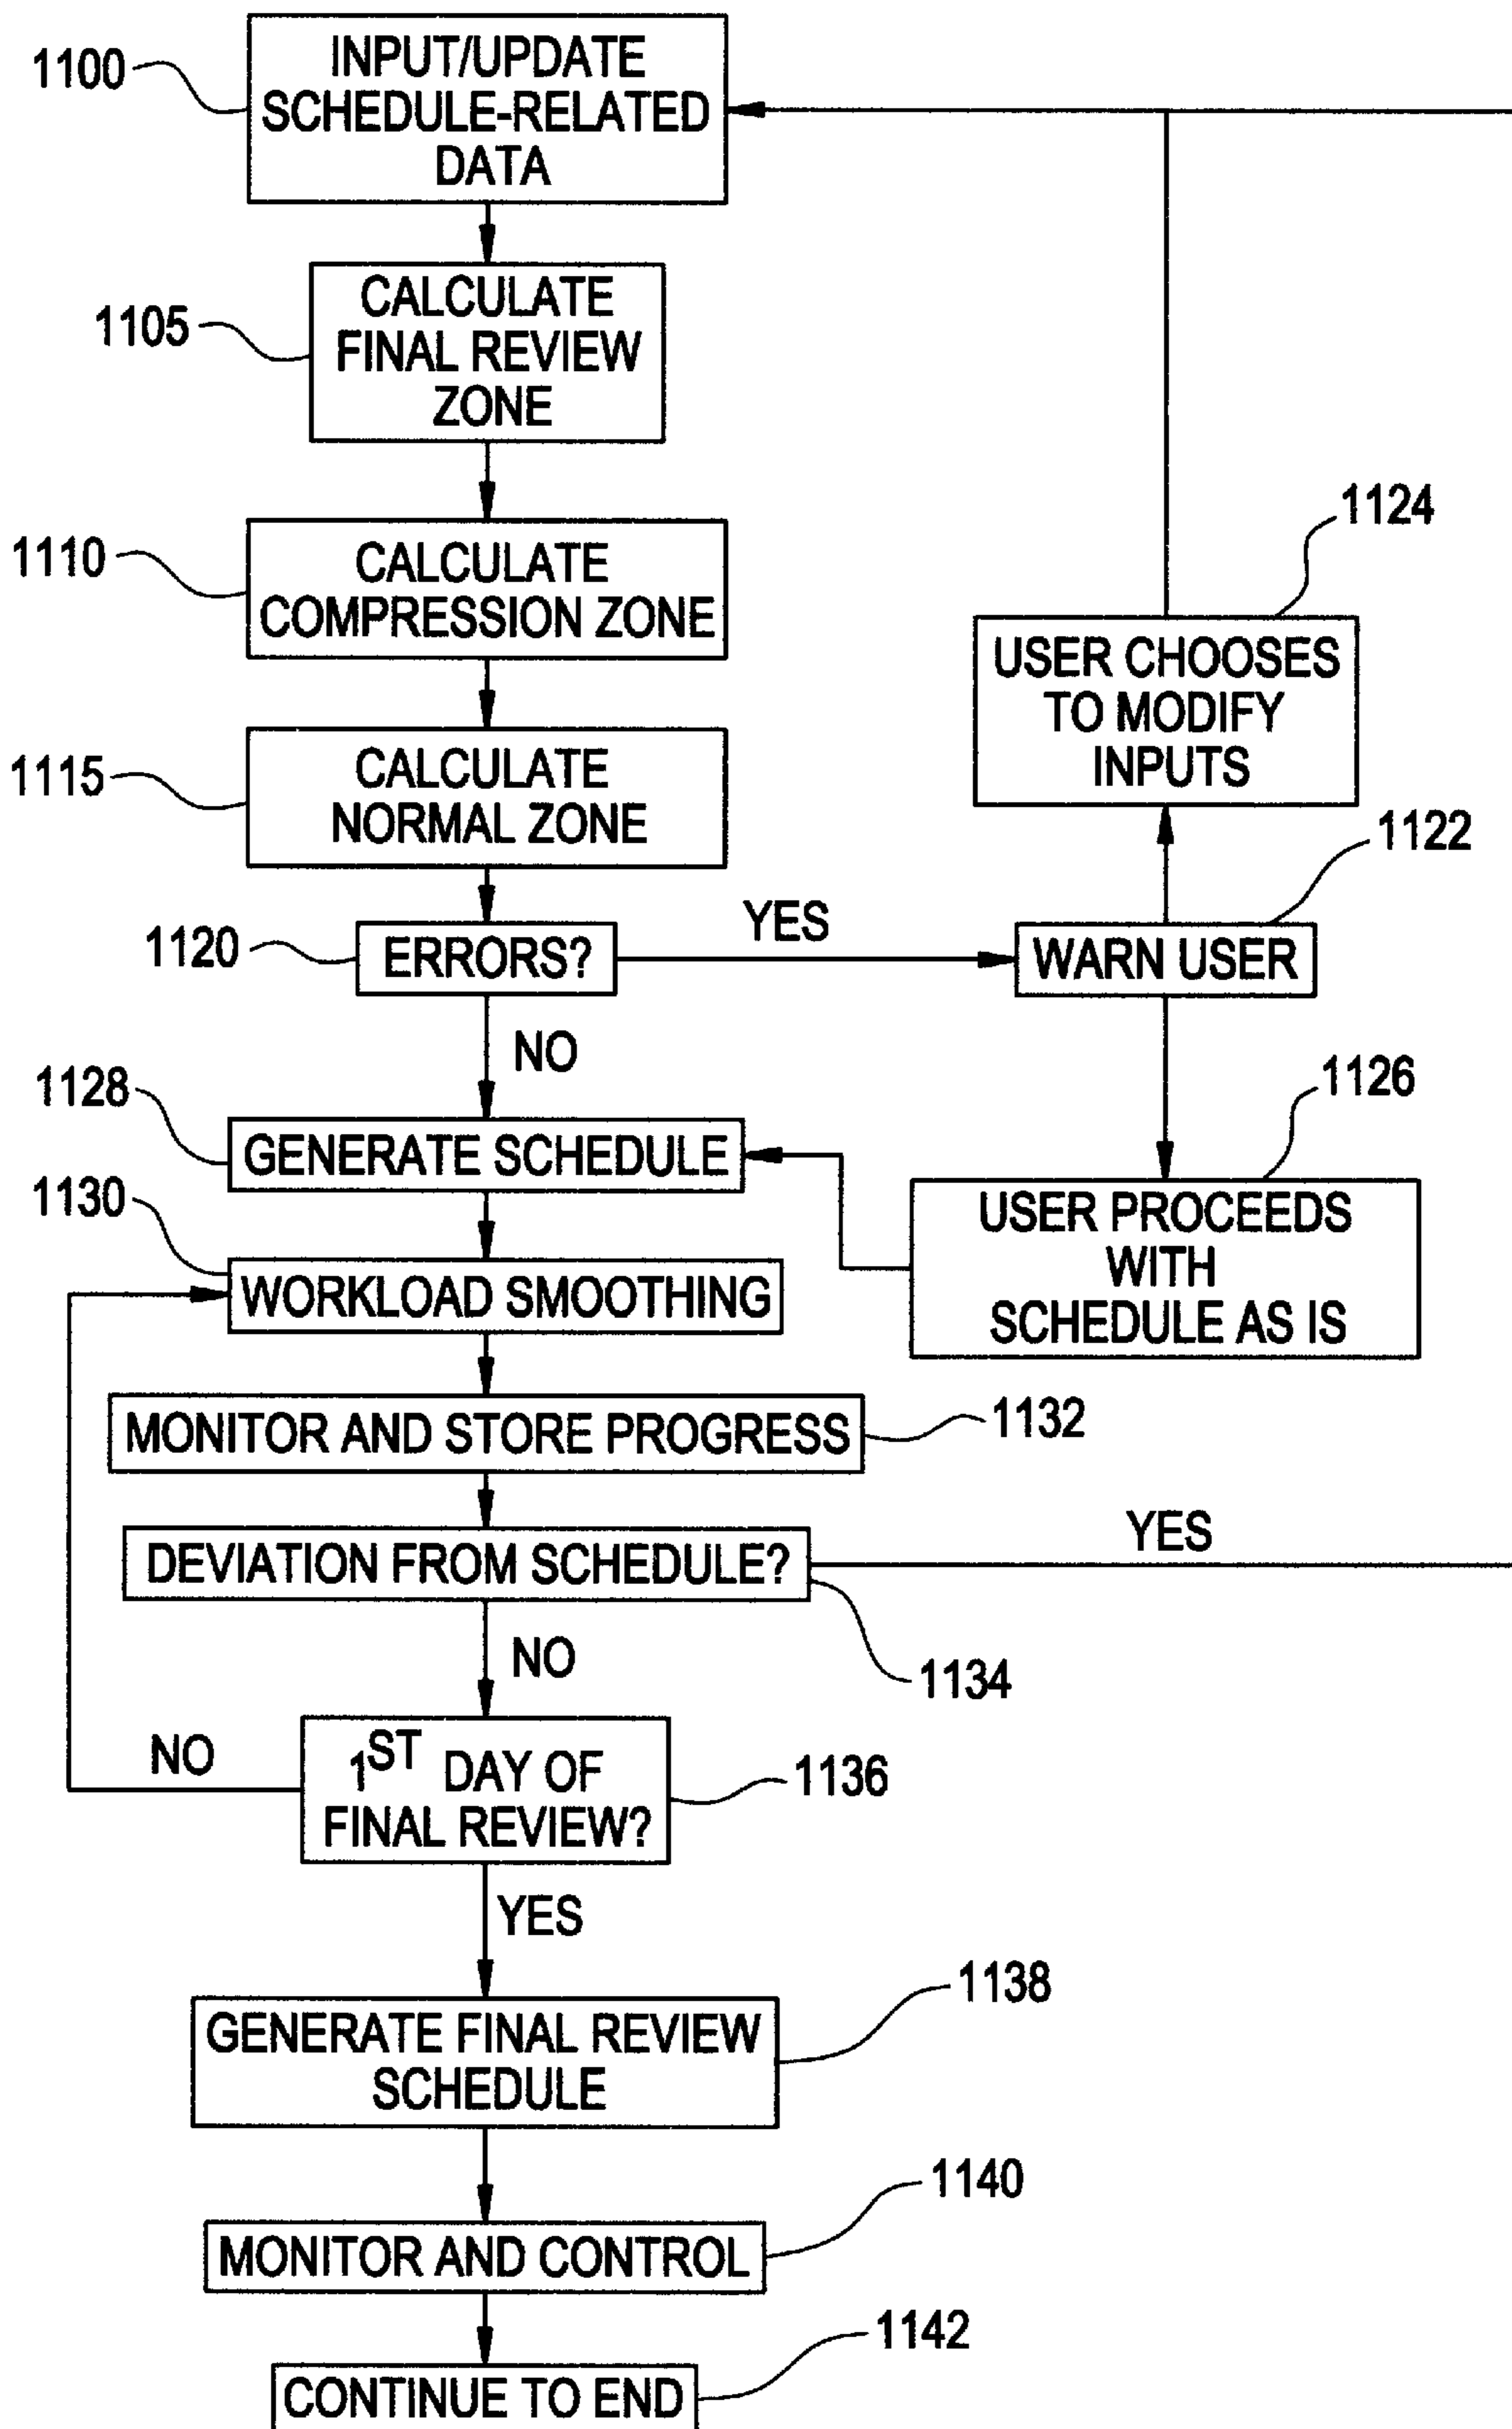 1100
INPUT/UPDATE
SCHEDULE-RELATED
DATA
1105
CALCULATE
FINAL REVIEW
ZONE
1110
CALCULATE
COMPRESSION ZONE
1124
USER CHOOSES
TO MODIFY
INPUTS
1115
CALCULATE
NORMAL ZONE
1122
1120
ERRORS?
YES
WARN USER
NO
1128
GENERATE SCHEDULE
1126
USER PROCEEDS
WITH
SCHEDULE AS IS
1130
WORKLOAD SMOOTHING
MONITOR AND STORE PROGRESS
1132
DEVIATION FROM SCHEDULE?
YES
1134
NO
NO
1ST DAY OF
FINAL REVIEW?
1136
YES
1138
GENERATE FINAL REVIEW
SCHEDULE
1140
MONITOR AND CONTROL
1142
CONTINUE TO END